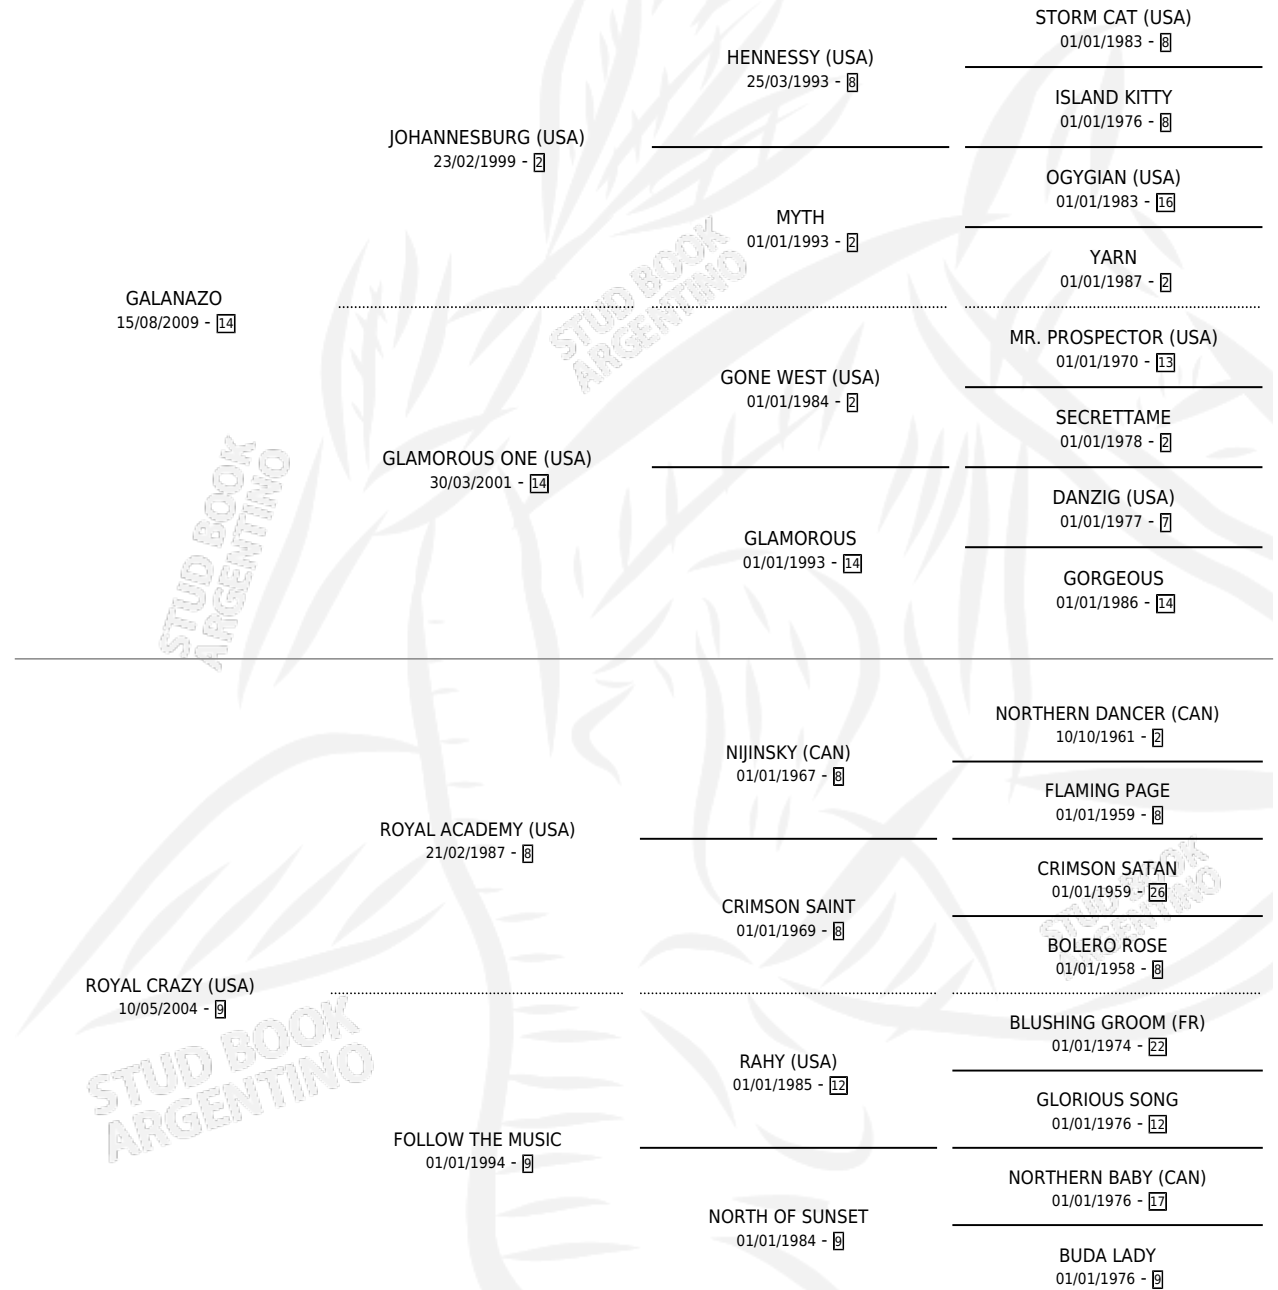 STORM CAT (USA)
01/01/1983 - 8
HENNESSY (USA)
25/03/1993 - 8
ISLAND KITTY
01/01/1976 - 8
JOHANNESBURG (USA)
23/02/1999 - 2
OGYGIAN (USA)
01/01/1983 - 16
MYTH
01/01/1993 - 2
YARN
01/01/1987 - 2
GALANAZO
15/08/2009 - 14
MR. PROSPECTOR (USA)
01/01/1970 - 13
GONE WEST (USA)
01/01/1984 - 2
SECRETTAME
01/01/1978 - 2
GLAMOROUS ONE (USA)
30/03/2001 - 14
DANZIG (USA)
01/01/1977 - 7
GLAMOROUS
01/01/1993 - 14
GORGEOUS
01/01/1986 - 14
NORTHERN DANCER (CAN)
10/10/1961 - 2
NIJINSKY (CAN)
01/01/1967 - 8
FLAMING PAGE
01/01/1959 - 8
ROYAL ACADEMY (USA)
21/02/1987 - 8
CRIMSON SATAN
01/01/1959 - 26
CRIMSON SAINT
01/01/1969 - 8
BOLERO ROSE
01/01/1958 - 8
ROYAL CRAZY (USA)
10/05/2004 - 9
BLUSHING GROOM (FR)
01/01/1974 - 22
RAHY (USA)
01/01/1985 - 12
GLORIOUS SONG
01/01/1976 - 12
FOLLOW THE MUSIC
01/01/1994 - 9
NORTHERN BABY (CAN)
01/01/1976 - 17
NORTH OF SUNSET
01/01/1984 - 9
BUDA LADY
01/01/1976 - 9
STUD BOOK
ARGENTINO
STUD BOOK
ARGENTINO
STUD BOOK
ARGENTINO
STUD BOOK
ARGENTINO